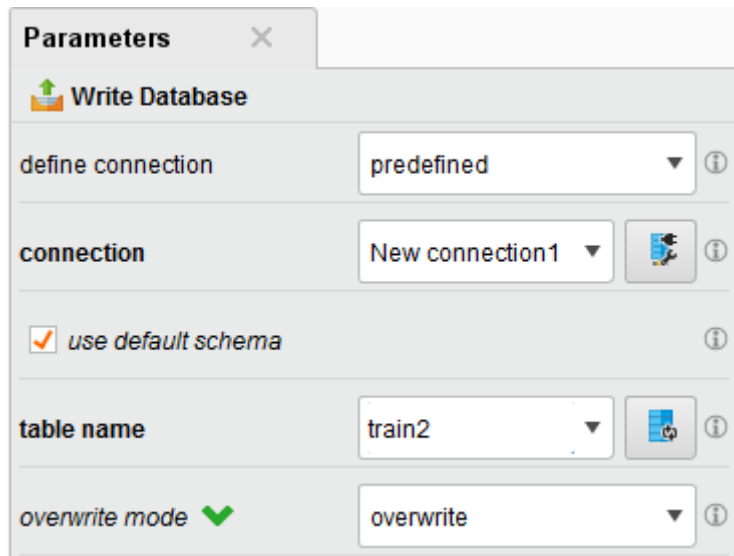 Parameters
Write Database
define connection predefined
connection New connection1
use default schema
table name train2
overwrite mode overwrite